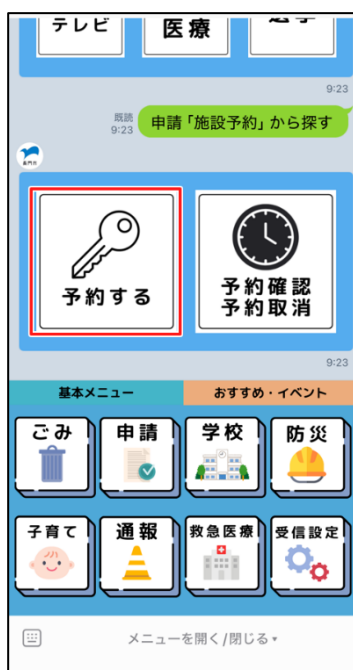 テレビ
医療
9:23
既読
9:23
申請「施設予約」から探す
予約する
予約確認
予約取消
9:23
基本メニュー
おすすめ・イベント
ごみ
申請
学校
防災
子育て
通報
救急医療
受信設定
メニューを開く/閉じる▾